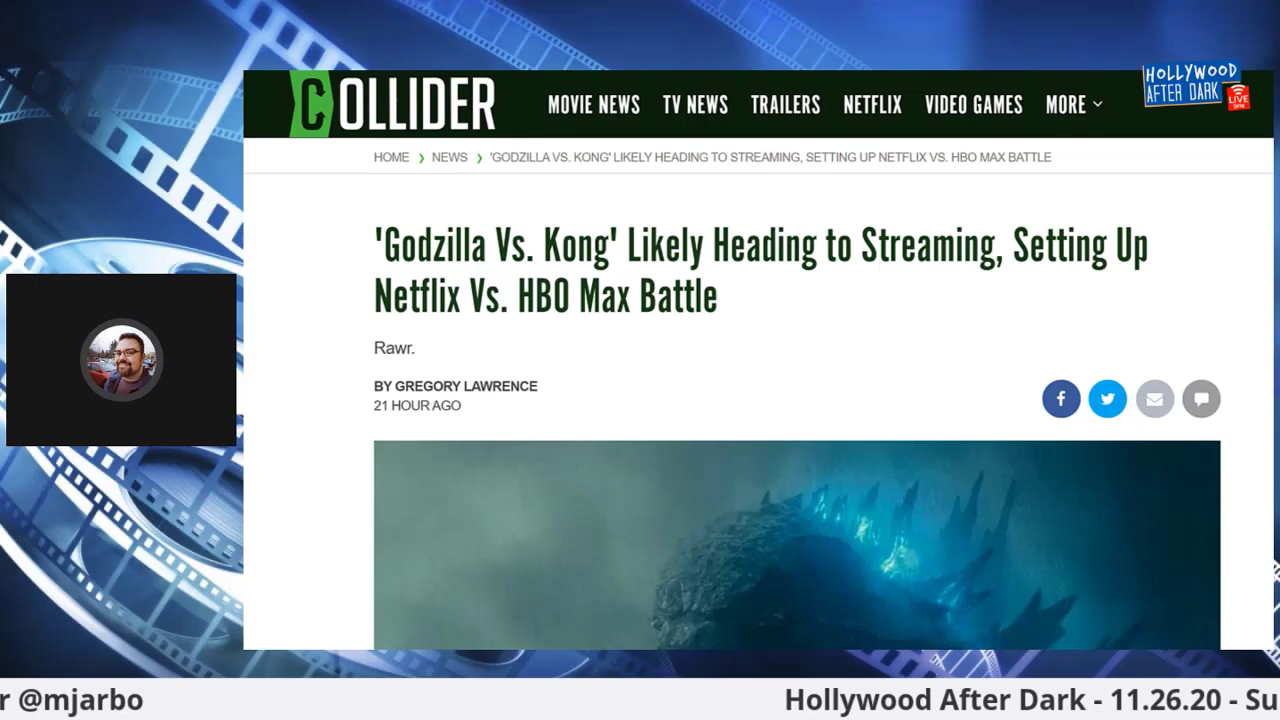 HOLLYWOOD
AFTER DARK
LIVE
COLLIDER
MOVIE NEWS TV NEWS TRAILERS NETFLIX VIDEO GAMES MORE
HOME NEWS 'GODZILLA VS. KONG' LIKELY HEADING TO STREAMING, SETTING UP NETFLIX VS. HBO MAX BATTLE
'Godzilla Vs. Kong' Likely Heading to Streaming, Setting Up
Netflix Vs. HBO Max Battle
Rawr.
BY GREGORY LAWRENCE
21 HOUR AGO
r @mjarbo Hollywood After Dark - 11.26.20 - Su